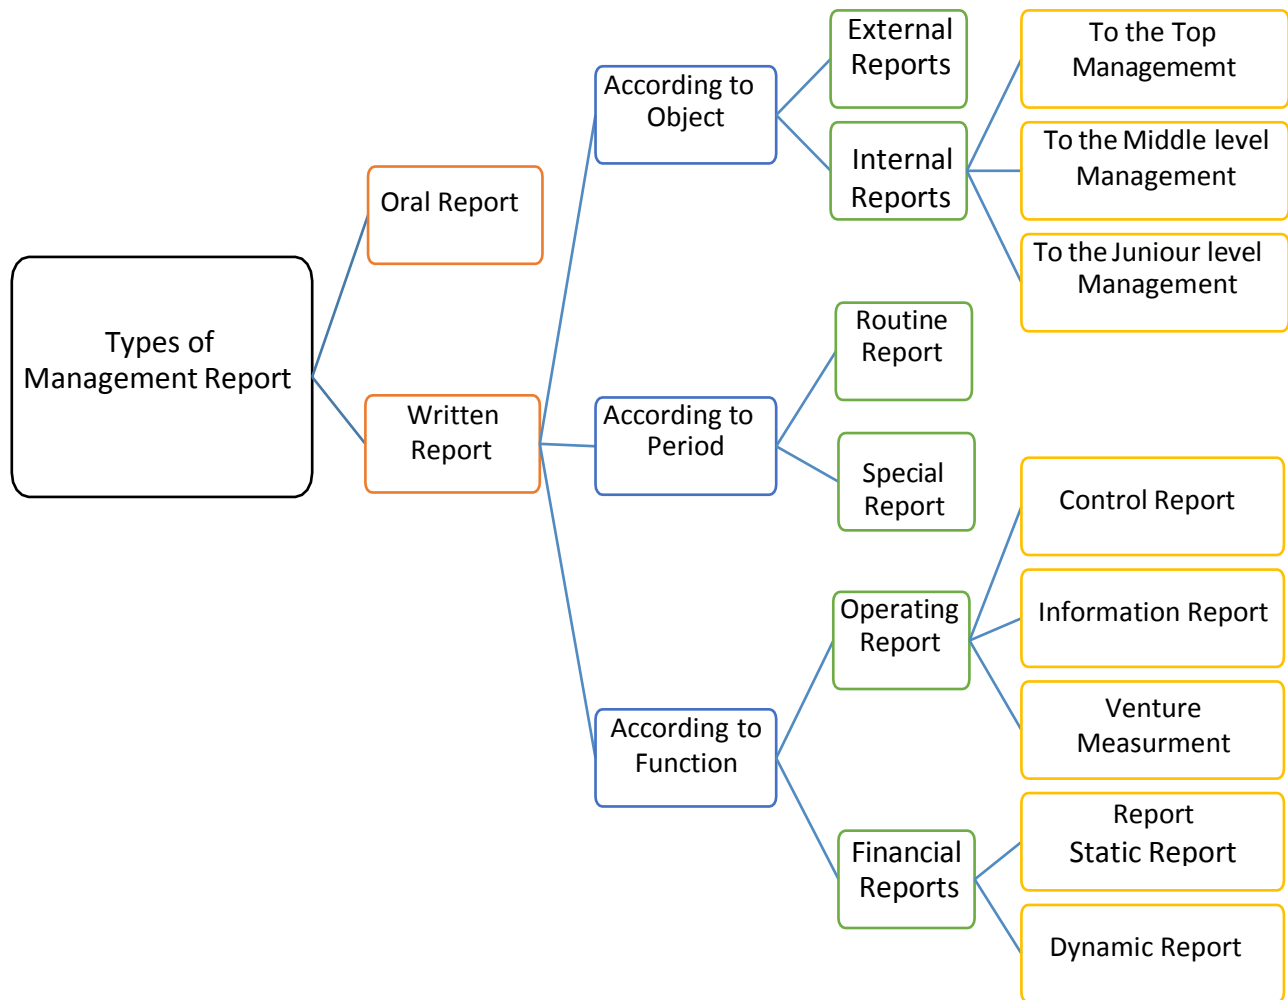 Types of
Management Report
Oral Report
Written
Report
According to
Object
External
Reports
Internal
Reports
To the Top
Managememt
To the Middle level
Management
To the Juniour level
Management
According to
Period
Routine
Report
Special
Report
According to
Function
Operating
Report
Control Report
Information Report
Venture
Measurment
Report
Financial
Reports
Static Report
Dynamic Report